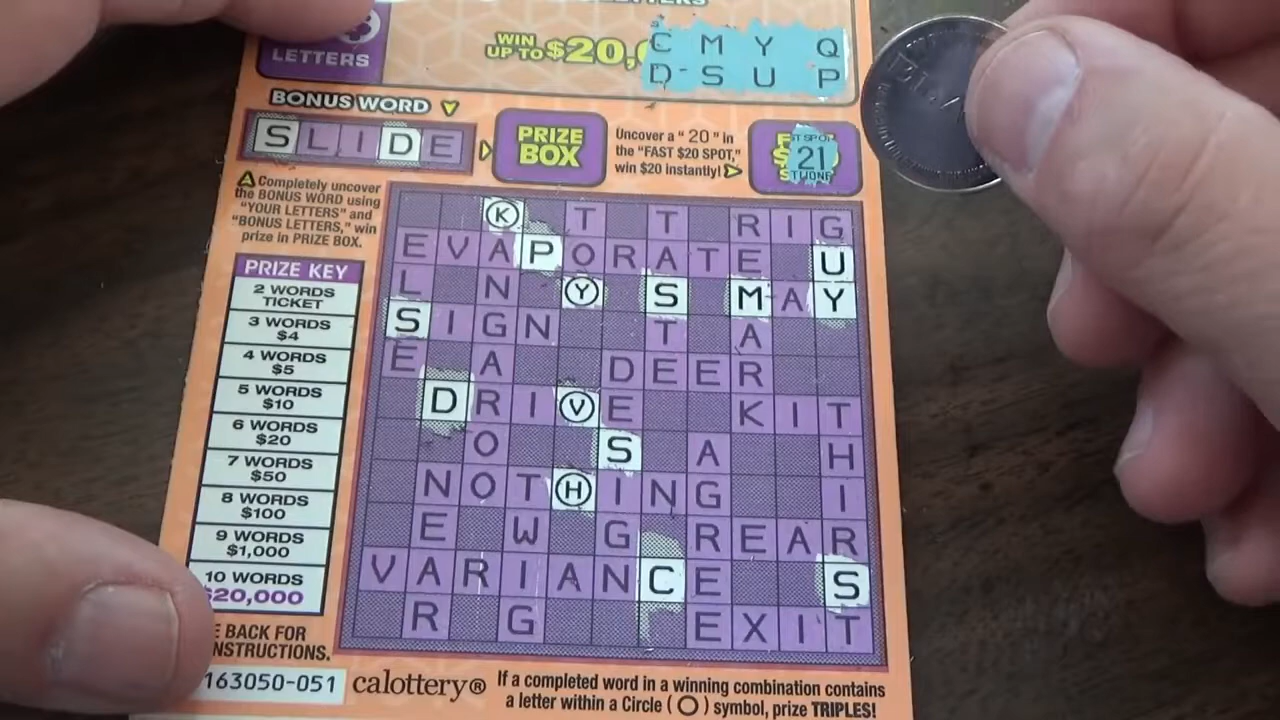 LETTERS
WIN
UP TO $20,
C M Y Q
D S U P
BONUS WORD
SLIDE
PRIZE
BOX
Uncover a " 20 " in
the "FAST $20 SPOT,"
win $20 instantly!
T SPOT
21
TWONE
Completely uncover
the BONUS WORD using
"YOUR LETTERS" and
"BONUS LETTERS," win
prize in PRIZE BOX.
PRIZE KEY
2 WORDS
TICKET
3 WORDS
$4
4 WORDS
$5
5 WORDS
$10
6 WORDS
$20
7 WORDS
$50
8 WORDS
$100
9 WORDS
$1,000
10 WORDS
$20,000
K T T R I G
E V A P O R A T E U
L N Y S M A Y
S I G N T A
E A D E E R R
D R I V E K I T
O S A H
N O T H I N G I
E W G R E A R
V A R I A N C E S
R G E X I T
E BACK FOR
INSTRUCTIONS.
163050-051
calottery®
If a completed word in a winning combination contains
a letter within a Circle ( O ) symbol, prize TRIPLES!